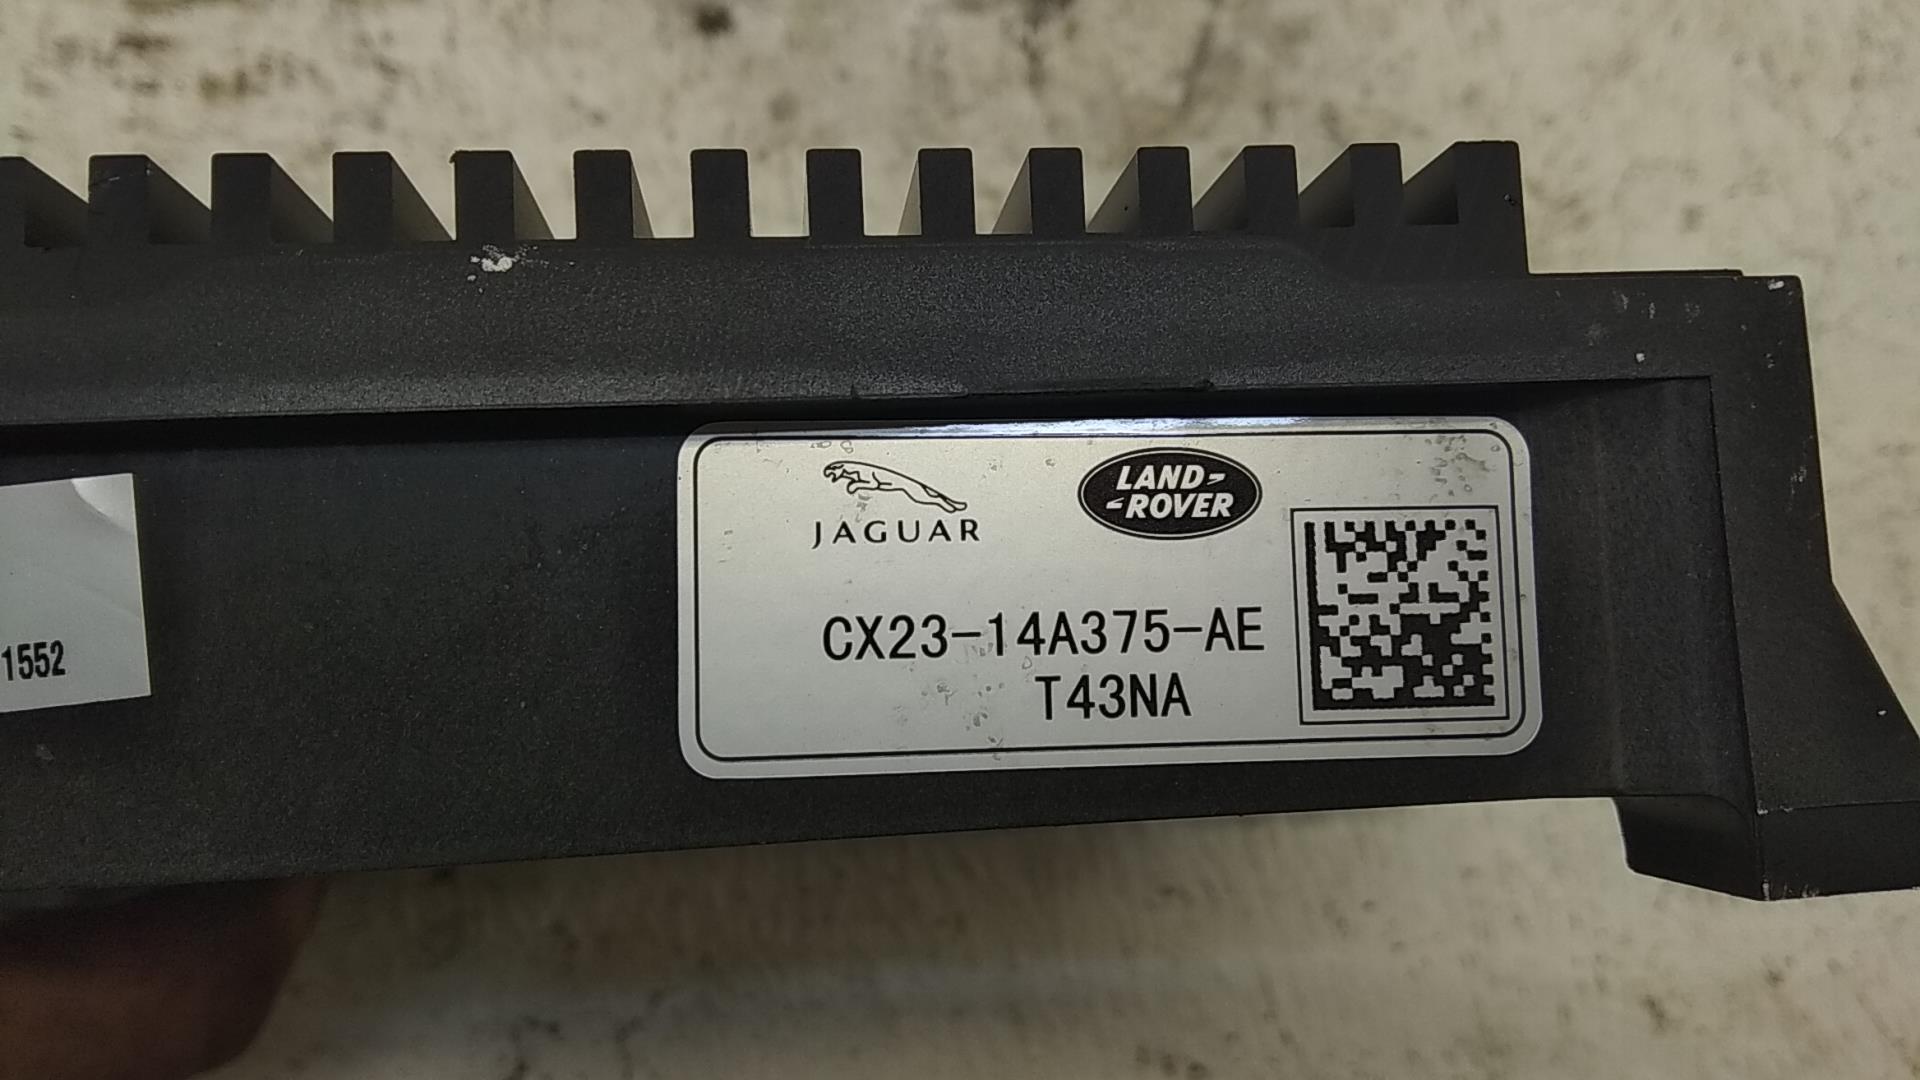 JAGUAR
LAND-
-ROVER
CX23-14A375-AE
T43NA
1552